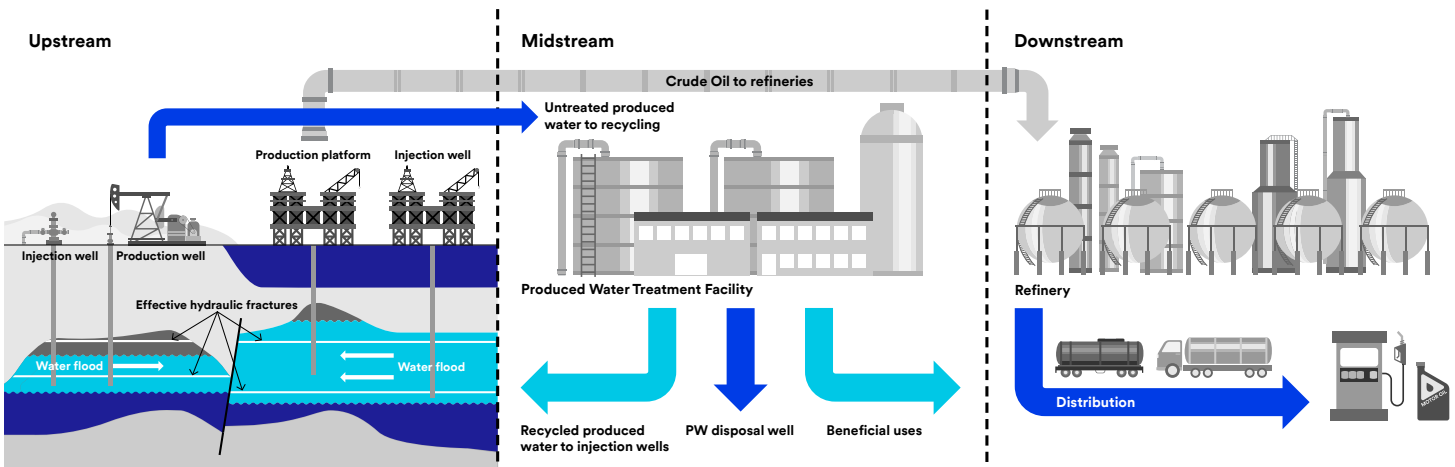 Upstream
Midstream
Downstream
Crude Oil to refineries
Untreated produced
water to recycling
Production platform
Injection well
Injection well
Production well
Effective hydraulic fractures
Water flood
Water flood
Produced Water Treatment Facility
Recycled produced
water to injection wells
PW disposal well
Beneficial uses
Refinery
Distribution
MOTOR OIL